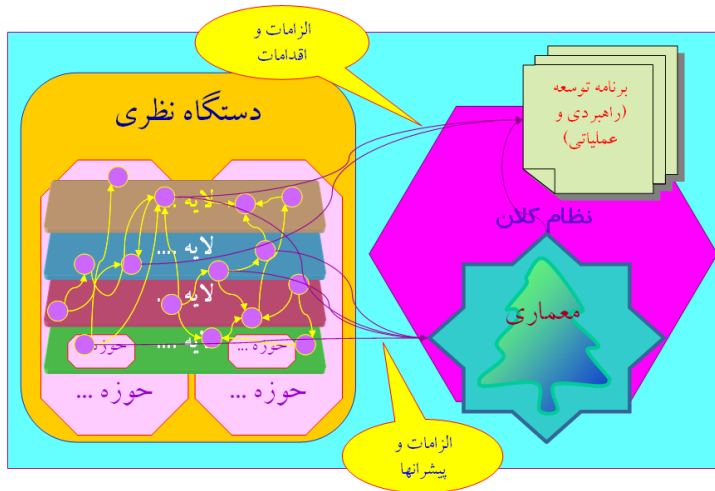 الزامات و
اقدامات
برنامه توسعه
(راهبردی و
عملیاتی)
دستگاه نظری
نظام کلان
معماری
لایه ...
لایه ....
لایه ...
لایه ....
حوزه ...
حوزه ...
حوزه ...
حوزه ...
الزامات و
پیشرانها